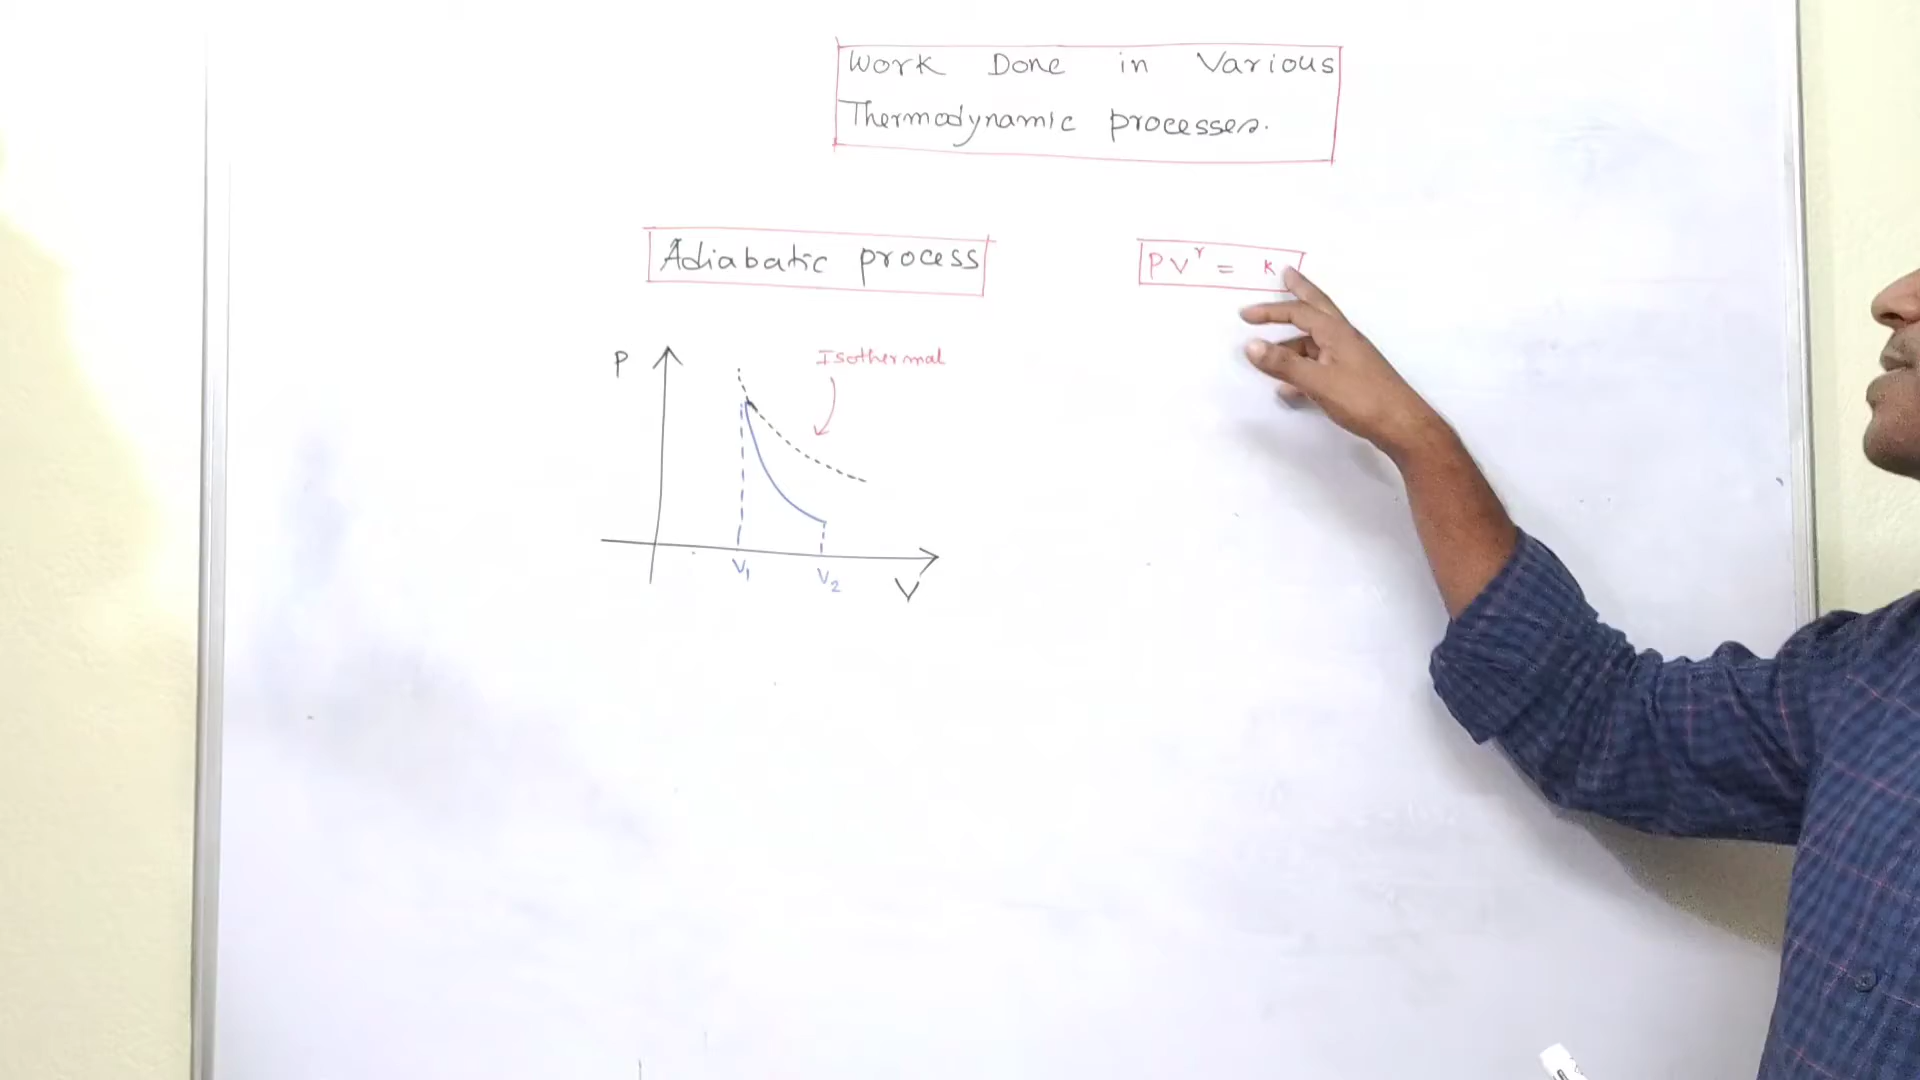 Work Done in Various
Thermodynamic processes.
Adiabatic process
PV^γ = K
P
Isothermal
V₁
V₂
V